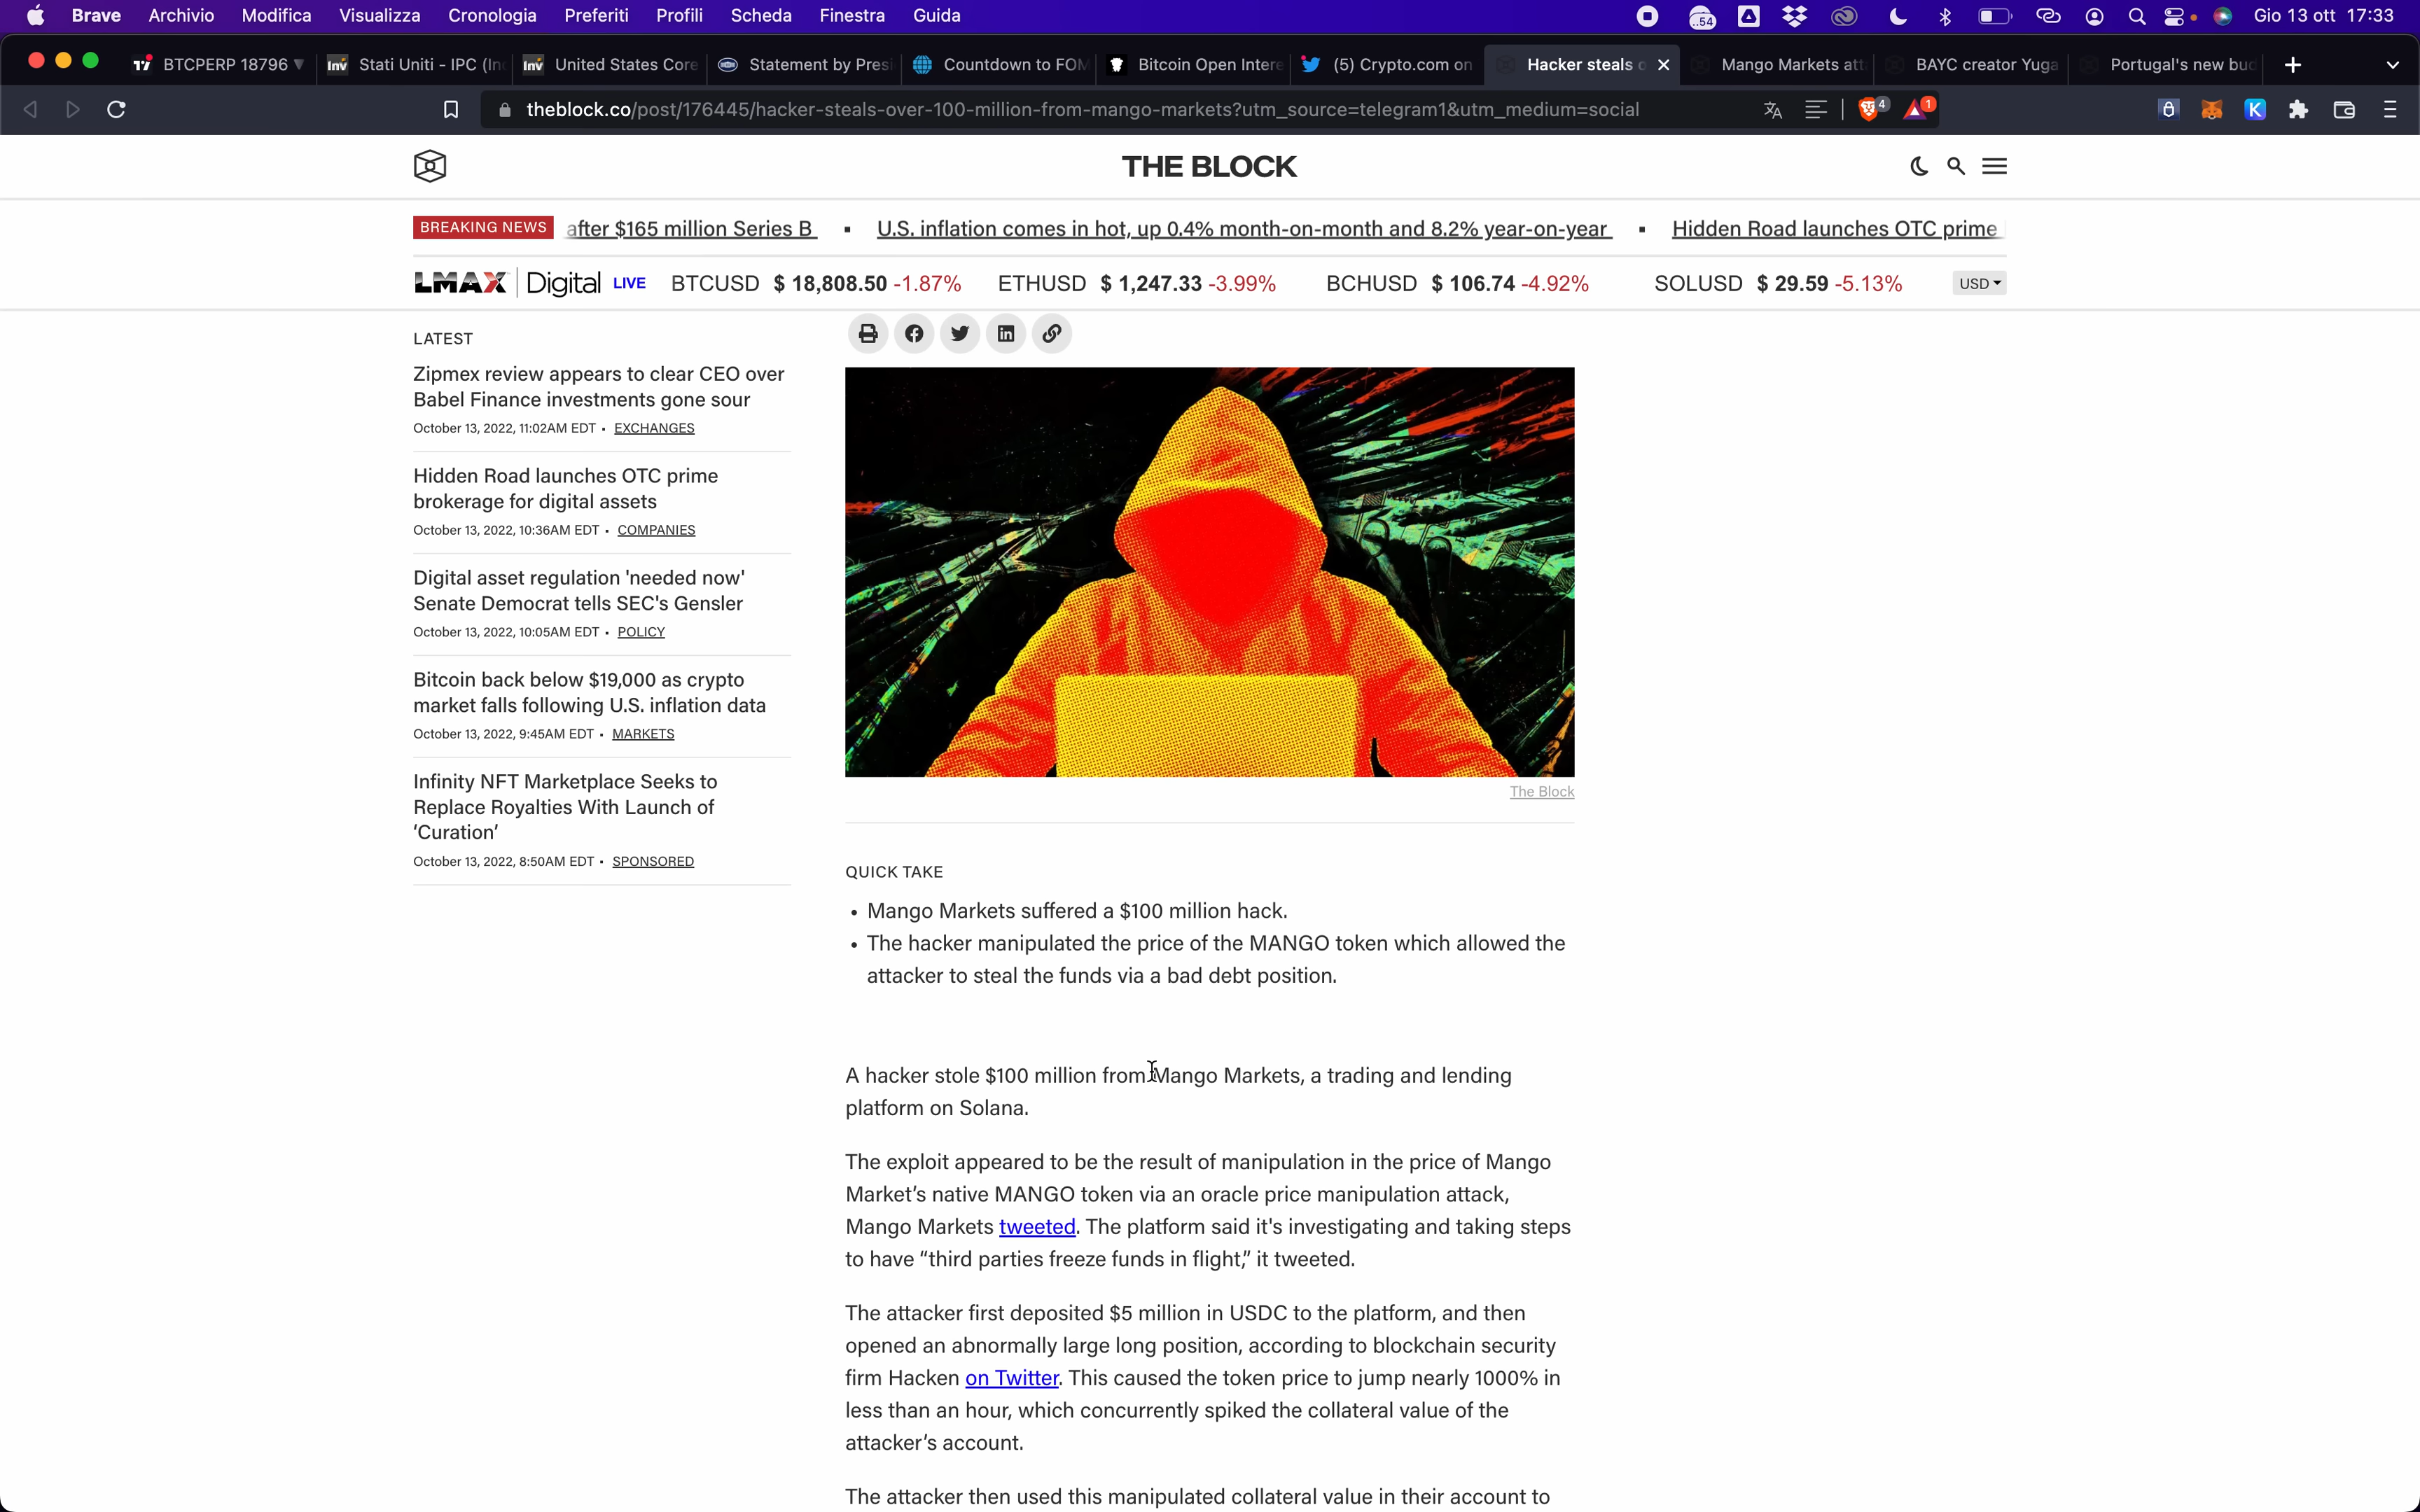 Brave Archivio Modifica Visualizza Cronologia Preferiti Profili Scheda Finestra Guida
..54
Gio 13 ott 17:33
BTCPERP 18796
Stati Uniti - IPC (In
United States Core
Statement by Presi
Countdown to FOM
Bitcoin Open Intere
(5) Crypto.com on
Hacker steals o
Mango Markets att
BAYC creator Yuga
Portugal's new bud
theblock.co/post/176445/hacker-steals-over-100-million-from-mango-markets?utm_source=telegram1&utm_medium=social
4
1
THE BLOCK
BREAKING NEWS
after $165 million Series B ▪ U.S. inflation comes in hot, up 0.4% month-on-month and 8.2% year-on-year ▪ Hidden Road launches OTC prime
LMAX Digital LIVE BTCUSD $ 18,808.50 -1.87% ETHUSD $ 1,247.33 -3.99% BCHUSD $ 106.74 -4.92% SOLUSD $ 29.59 -5.13% USD
LATEST
Zipmex review appears to clear CEO over
Babel Finance investments gone sour
October 13, 2022, 11:02AM EDT • EXCHANGES
Hidden Road launches OTC prime
brokerage for digital assets
October 13, 2022, 10:36AM EDT • COMPANIES
Digital asset regulation 'needed now'
Senate Democrat tells SEC's Gensler
October 13, 2022, 10:05AM EDT • POLICY
Bitcoin back below $19,000 as crypto
market falls following U.S. inflation data
October 13, 2022, 9:45AM EDT • MARKETS
Infinity NFT Marketplace Seeks to
Replace Royalties With Launch of
‘Curation’
October 13, 2022, 8:50AM EDT • SPONSORED
The Block
QUICK TAKE
• Mango Markets suffered a $100 million hack.
• The hacker manipulated the price of the MANGO token which allowed the
attacker to steal the funds via a bad debt position.
A hacker stole $100 million from Mango Markets, a trading and lending
platform on Solana.
The exploit appeared to be the result of manipulation in the price of Mango
Market’s native MANGO token via an oracle price manipulation attack,
Mango Markets tweeted. The platform said it's investigating and taking steps
to have “third parties freeze funds in flight,” it tweeted.
The attacker first deposited $5 million in USDC to the platform, and then
opened an abnormally large long position, according to blockchain security
firm Hacken on Twitter. This caused the token price to jump nearly 1000% in
less than an hour, which concurrently spiked the collateral value of the
attacker’s account.
The attacker then used this manipulated collateral value in their account to